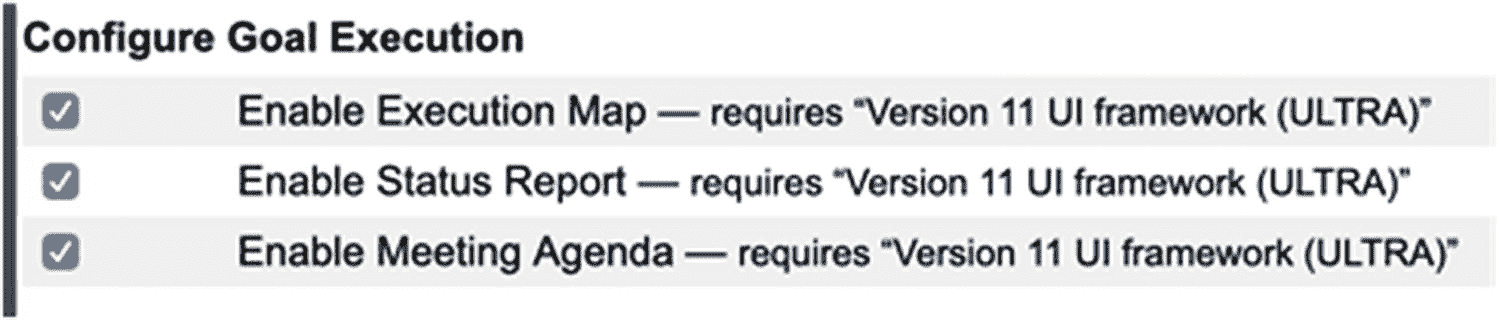 Configure Goal Execution
Enable Execution Map — requires “Version 11 UI framework (ULTRA)”
Enable Status Report — requires “Version 11 UI framework (ULTRA)”
Enable Meeting Agenda — requires “Version 11 UI framework (ULTRA)”